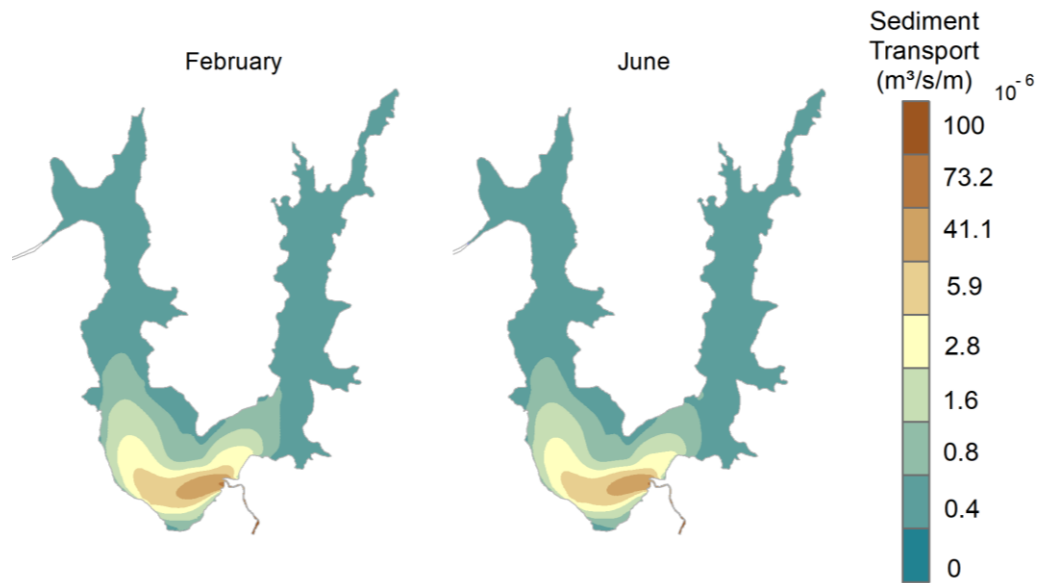 February
June
Sediment
Transport
(m³/s/m)
10⁻⁶
100
73.2
41.1
5.9
2.8
1.6
0.8
0.4
0